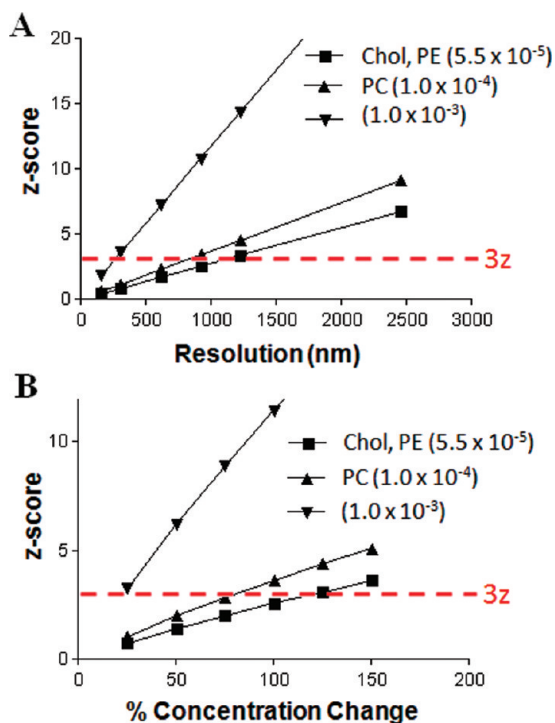 A
z-score
20
15
10
5
0
Chol, PE (5.5 x 10⁻⁵)
PC (1.0 x 10⁻⁴)
(1.0 x 10⁻³)
3z
0 500 1000 1500 2000 2500 3000
Resolution (nm)
B
z-score
10
5
0
Chol, PE (5.5 x 10⁻⁵)
PC (1.0 x 10⁻⁴)
(1.0 x 10⁻³)
3z
0 50 100 150 200
% Concentration Change